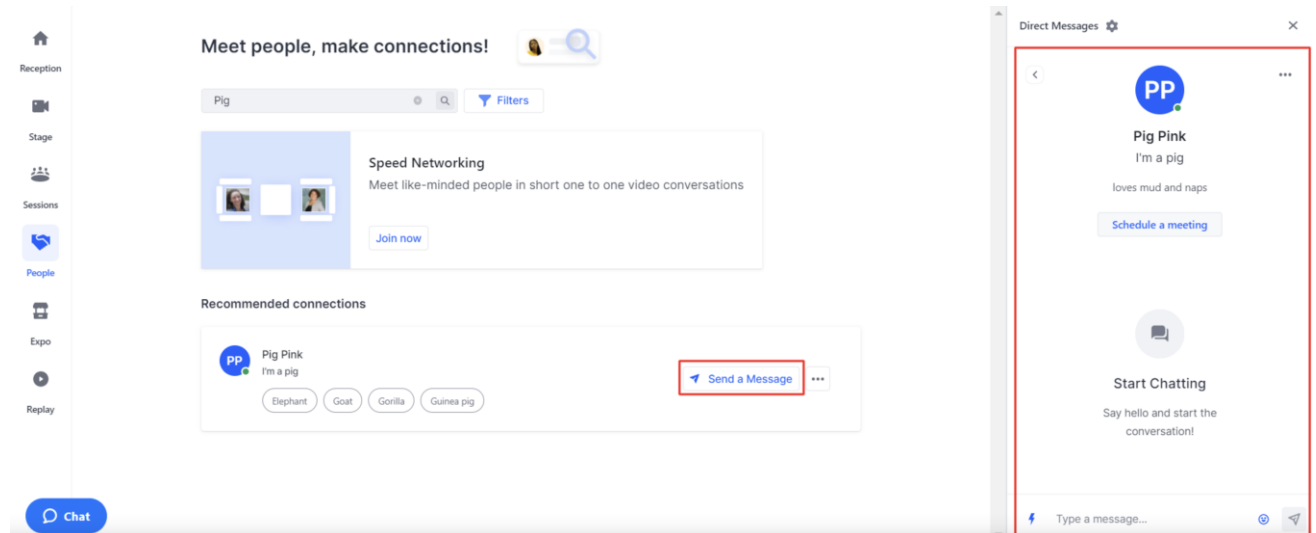 Reception
Stage
Sessions
People
Expo
Replay
Chat
Meet people, make connections!
Pig
Filters
Speed Networking
Meet like-minded people in short one to one video conversations
Join now
Recommended connections
PP
Pig Pink
I'm a pig
Elephant Goat Gorilla Guinea pig
Send a Message
Direct Messages
PP
Pig Pink
I'm a pig
loves mud and naps
Schedule a meeting
Start Chatting
Say hello and start the
conversation!
Type a message...